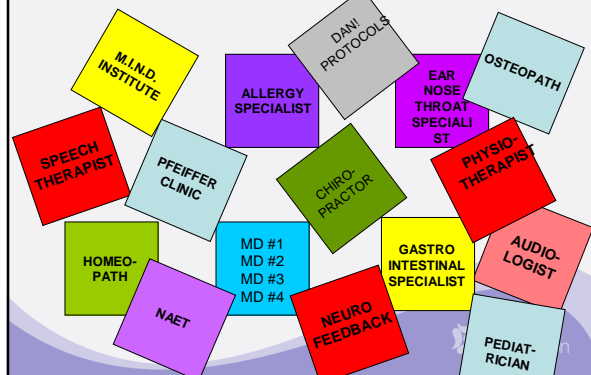 M.I.N.D.
INSTITUTE
ALLERGY
SPECIALIST
DAN!
PROTOCOLS
EAR
NOSE
THROAT
SPECIALI
ST
OSTEOPATH
SPEECH
THERAPIST
PFEIFFER
CLINIC
CHIRO-
PRACTOR
PHYSIO-
THERAPIST
HOMEO-
PATH
MD #1
MD #2
MD #3
MD #4
GASTRO
INTESTINAL
SPECIALIST
AUDIO-
LOGIST
NAET
NEURO
FEEDBACK
PEDIAT-
RICIAN